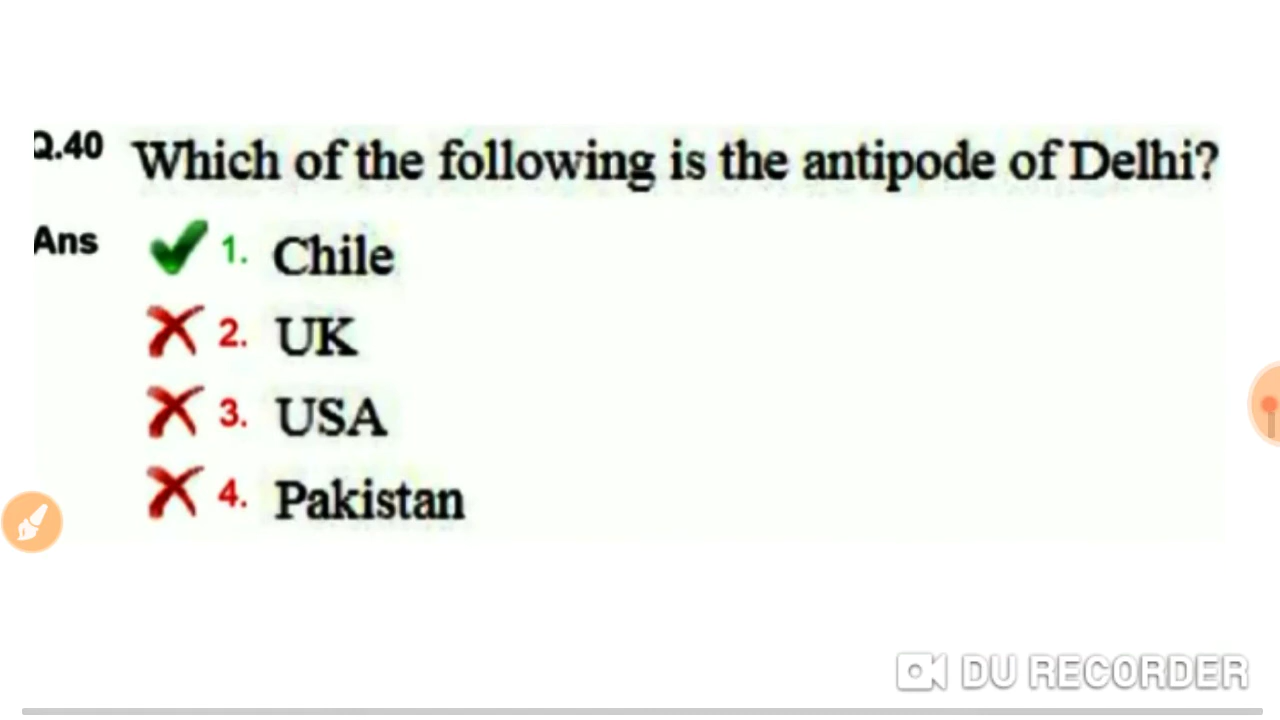 Q.40 Which of the following is the antipode of Delhi?
Ans 1. Chile
2. UK
3. USA
4. Pakistan
DU RECORDER